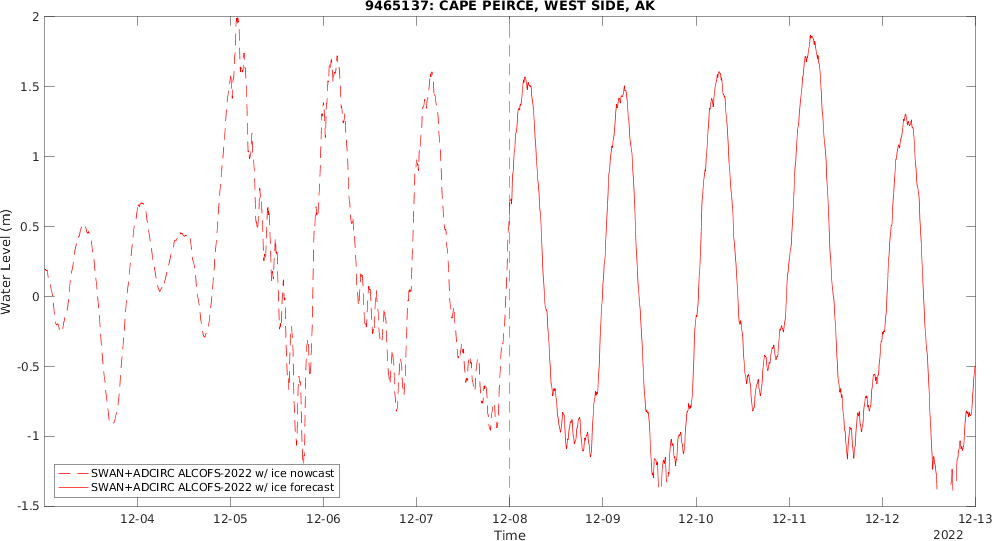 9465137: CAPE PEIRCE, WEST SIDE, AK
2
1.5
1
0.5
0
-0.5
-1
-1.5
Water Level (m)
SWAN+ADCIRC ALCOFS-2022 w/ ice nowcast
SWAN+ADCIRC ALCOFS-2022 w/ ice forecast
12-04 12-05 12-06 12-07 12-08 12-09 12-10 12-11 12-12 12-13
Time
2022